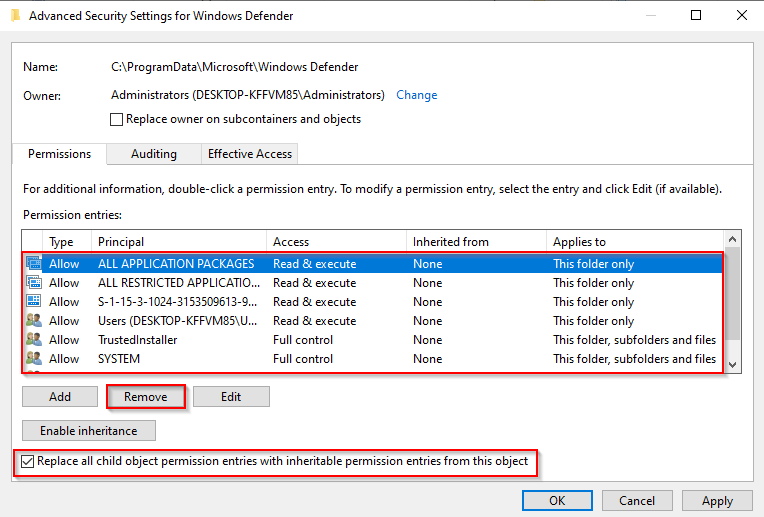 Advanced Security Settings for Windows Defender
Name: C:\ProgramData\Microsoft\Windows Defender
Owner: Administrators (DESKTOP-KFFVM85\Administrators) Change
Replace owner on subcontainers and objects
Permissions Auditing Effective Access
For additional information, double-click a permission entry. To modify a permission entry, select the entry and click Edit (if available).
Permission entries:
Type Principal Access Inherited from Applies to
Allow ALL APPLICATION PACKAGES Read & execute None This folder only
Allow ALL RESTRICTED APPLICATIO... Read & execute None This folder only
Allow S-1-15-3-1024-3153509613-9... Read & execute None This folder only
Allow Users (DESKTOP-KFFVM85\U... Read & execute None This folder only
Allow TrustedInstaller Full control None This folder, subfolders and files
Allow SYSTEM Full control None This folder, subfolders and files
Add Remove Edit
Enable inheritance
Replace all child object permission entries with inheritable permission entries from this object
OK Cancel Apply